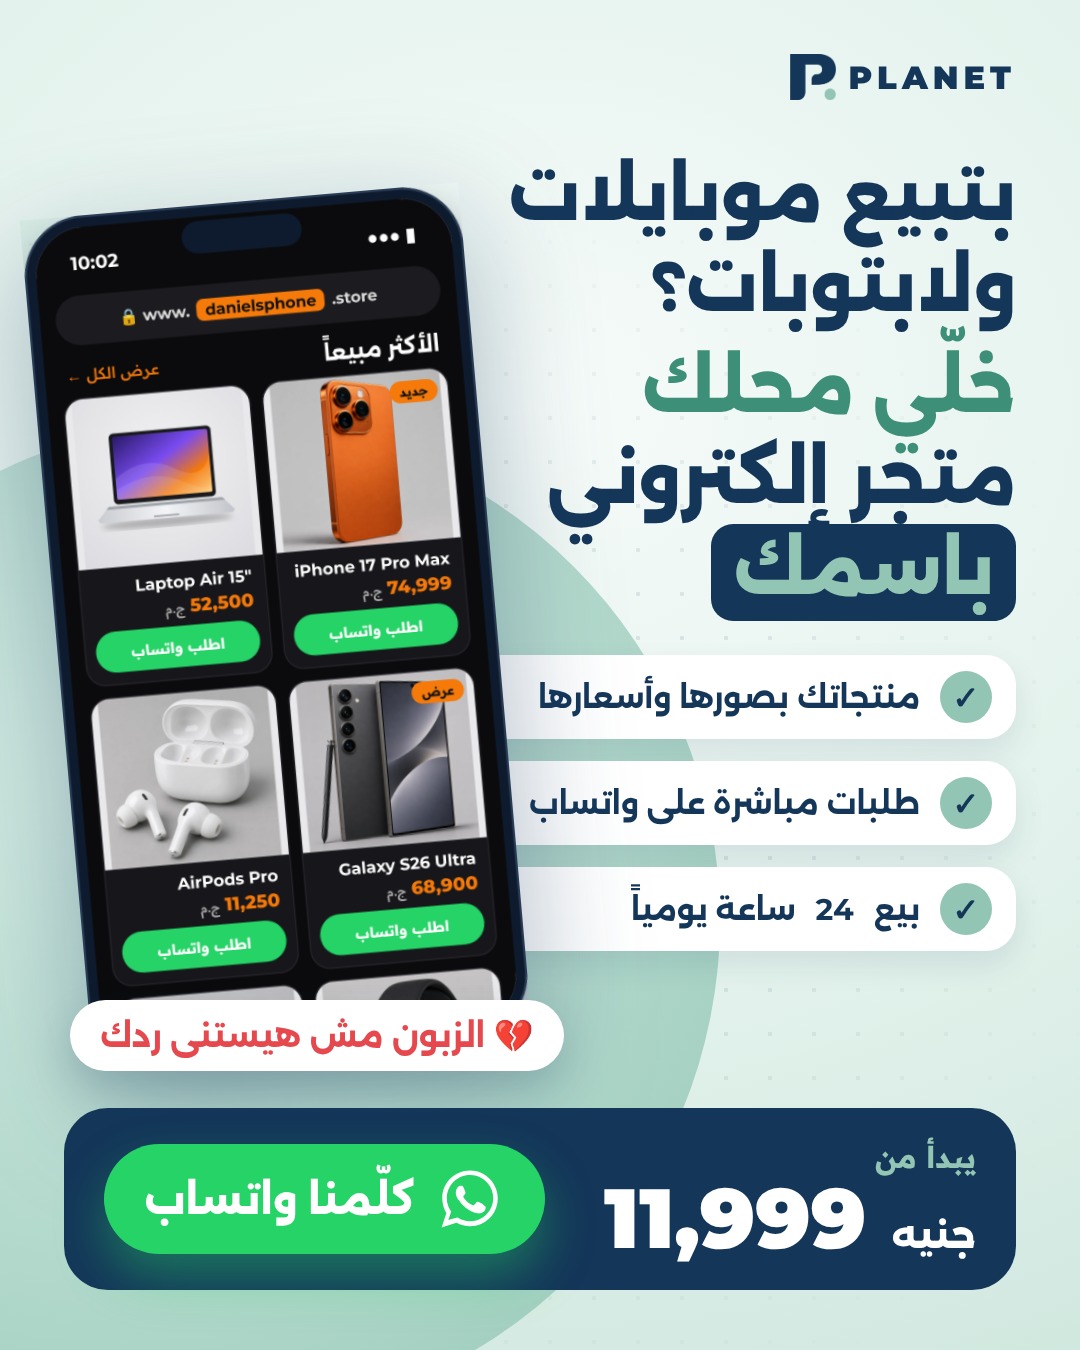 PLANET
بتبيع موبايلات
ولابتوبات؟
خلّي محلك
متجر إلكتروني
باسمك
منتجاتك بصورها وأسعارها
طلبات مباشرة على واتساب
بيع 24 ساعة يومياً
10:02
www. danielsphone .store
الأكثر مبيعاً
عرض الكل ←
جديد
iPhone 17 Pro Max
74,999 ج.م
اطلب واتساب
Laptop Air 15"
52,500 ج.م
اطلب واتساب
عرض
Galaxy S26 Ultra
68,900 ج.م
اطلب واتساب
AirPods Pro
11,250 ج.م
اطلب واتساب
💔 الزبون مش هيستنى ردك
يبدأ من
11,999 جنيه
كلّمنا واتساب